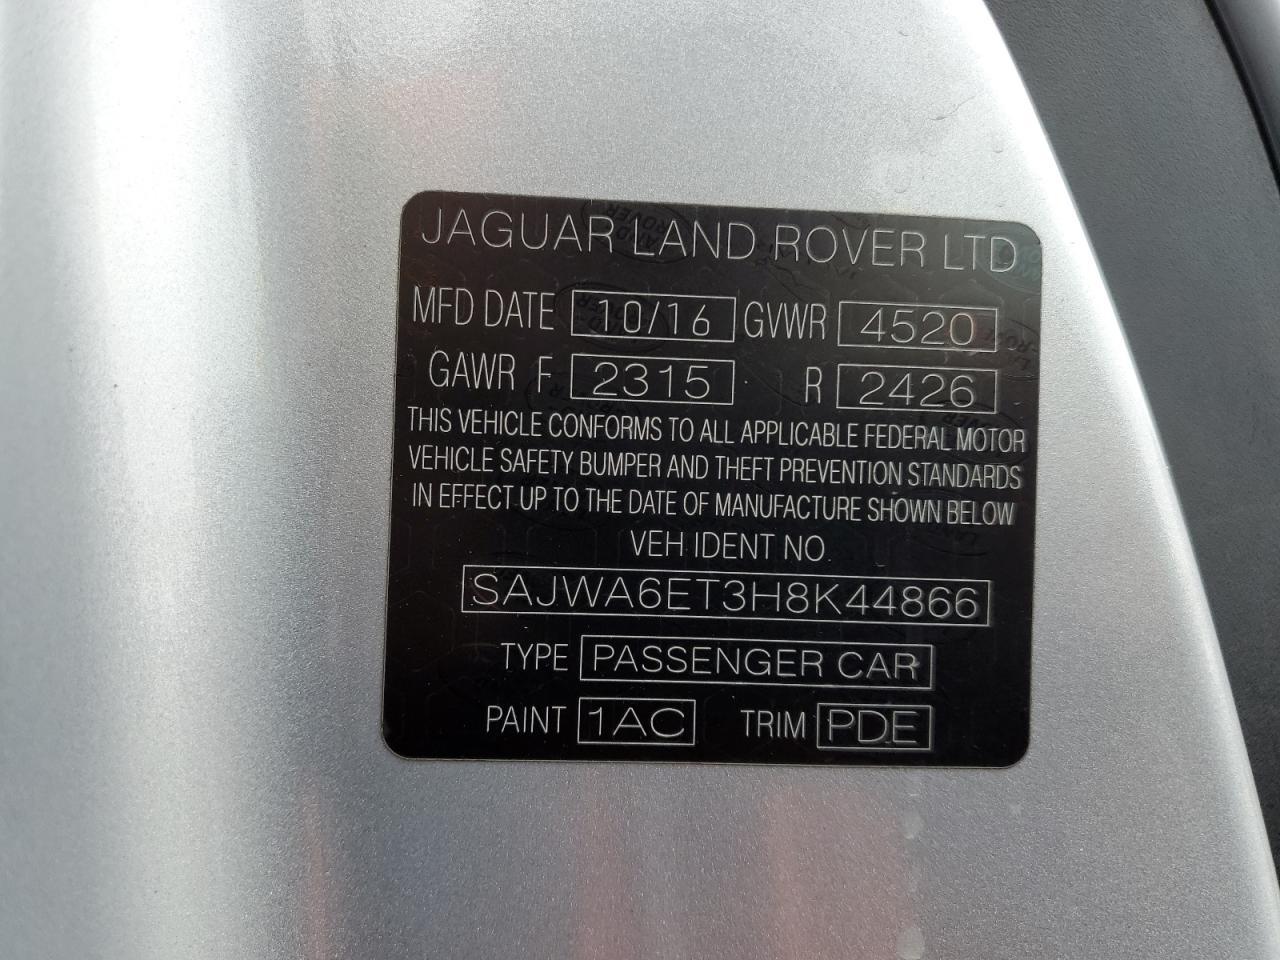 JAGUAR LAND ROVER LTD
MFD DATE 10/16 GVWR 4520
GAWR F 2315 R 2426
THIS VEHICLE CONFORMS TO ALL APPLICABLE FEDERAL MOTOR
VEHICLE SAFETY BUMPER AND THEFT PREVENTION STANDARDS
IN EFFECT UP TO THE DATE OF MANUFACTURE SHOWN BELOW
VEH IDENT NO.
SAJWA6ET3H8K44866
TYPE PASSENGER CAR
PAINT 1AC TRIM PDE